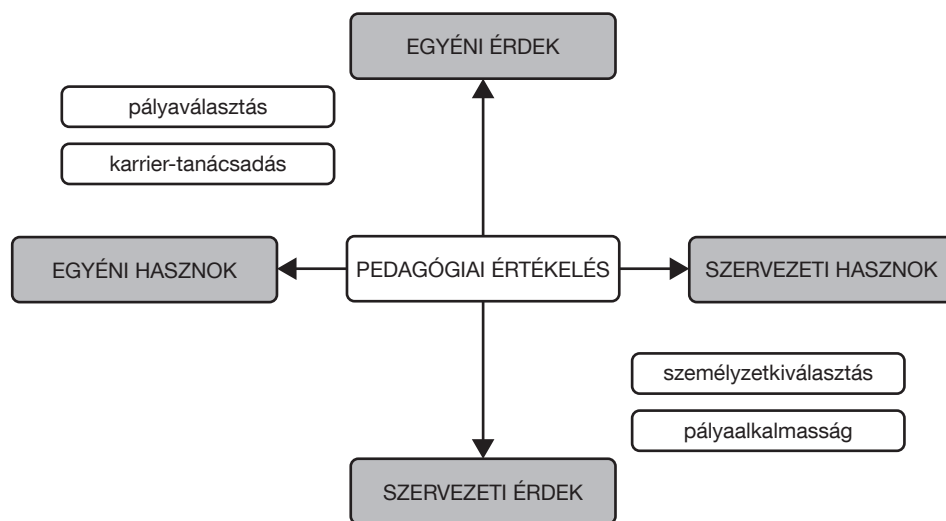 EGYÉNI ÉRDEK
pályaválasztás
karrier-tanácsadás
EGYÉNI HASZNOK
PEDAGÓGIAI ÉRTÉKELÉS
SZERVEZETI HASZNOK
személyzetkiválasztás
pályaalkalmasság
SZERVEZETI ÉRDEK